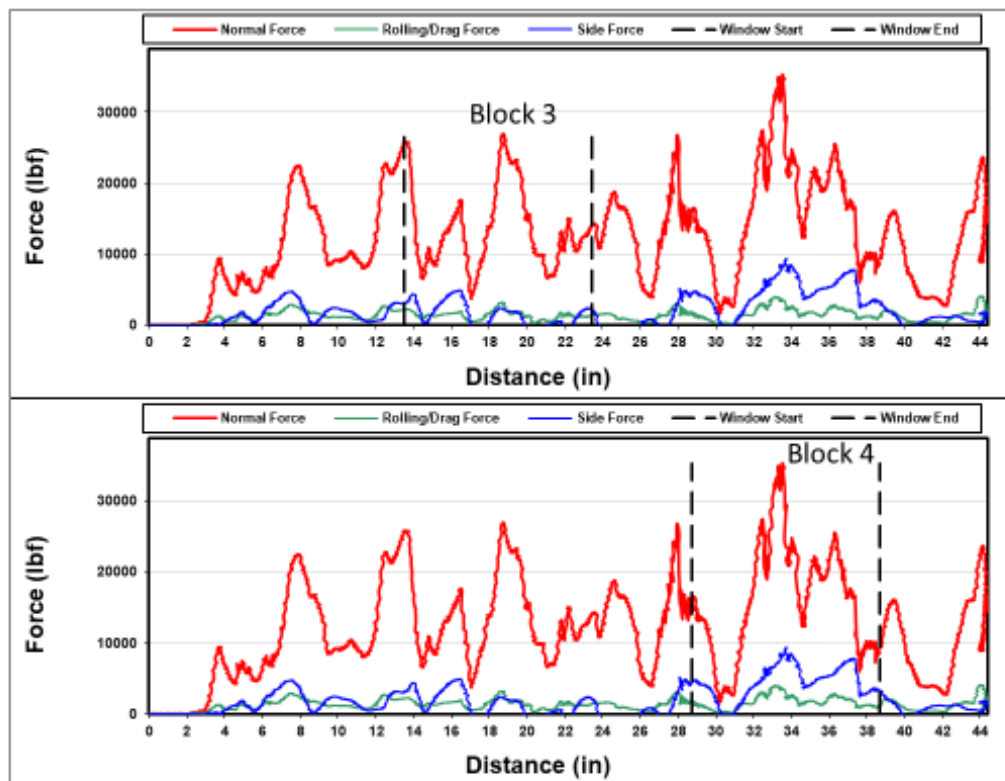 Normal Force Rolling/Drag Force Side Force Window Start Window End
Block 3
30000
20000
10000
0
Force (lbf)
0 2 4 6 8 10 12 14 16 18 20 22 24 26 28 30 32 34 36 38 40 42 44
Distance (in)
Normal Force Rolling/Drag Force Side Force Window Start Window End
Block 4
30000
20000
10000
0
Force (lbf)
0 2 4 6 8 10 12 14 16 18 20 22 24 26 28 30 32 34 36 38 40 42 44
Distance (in)